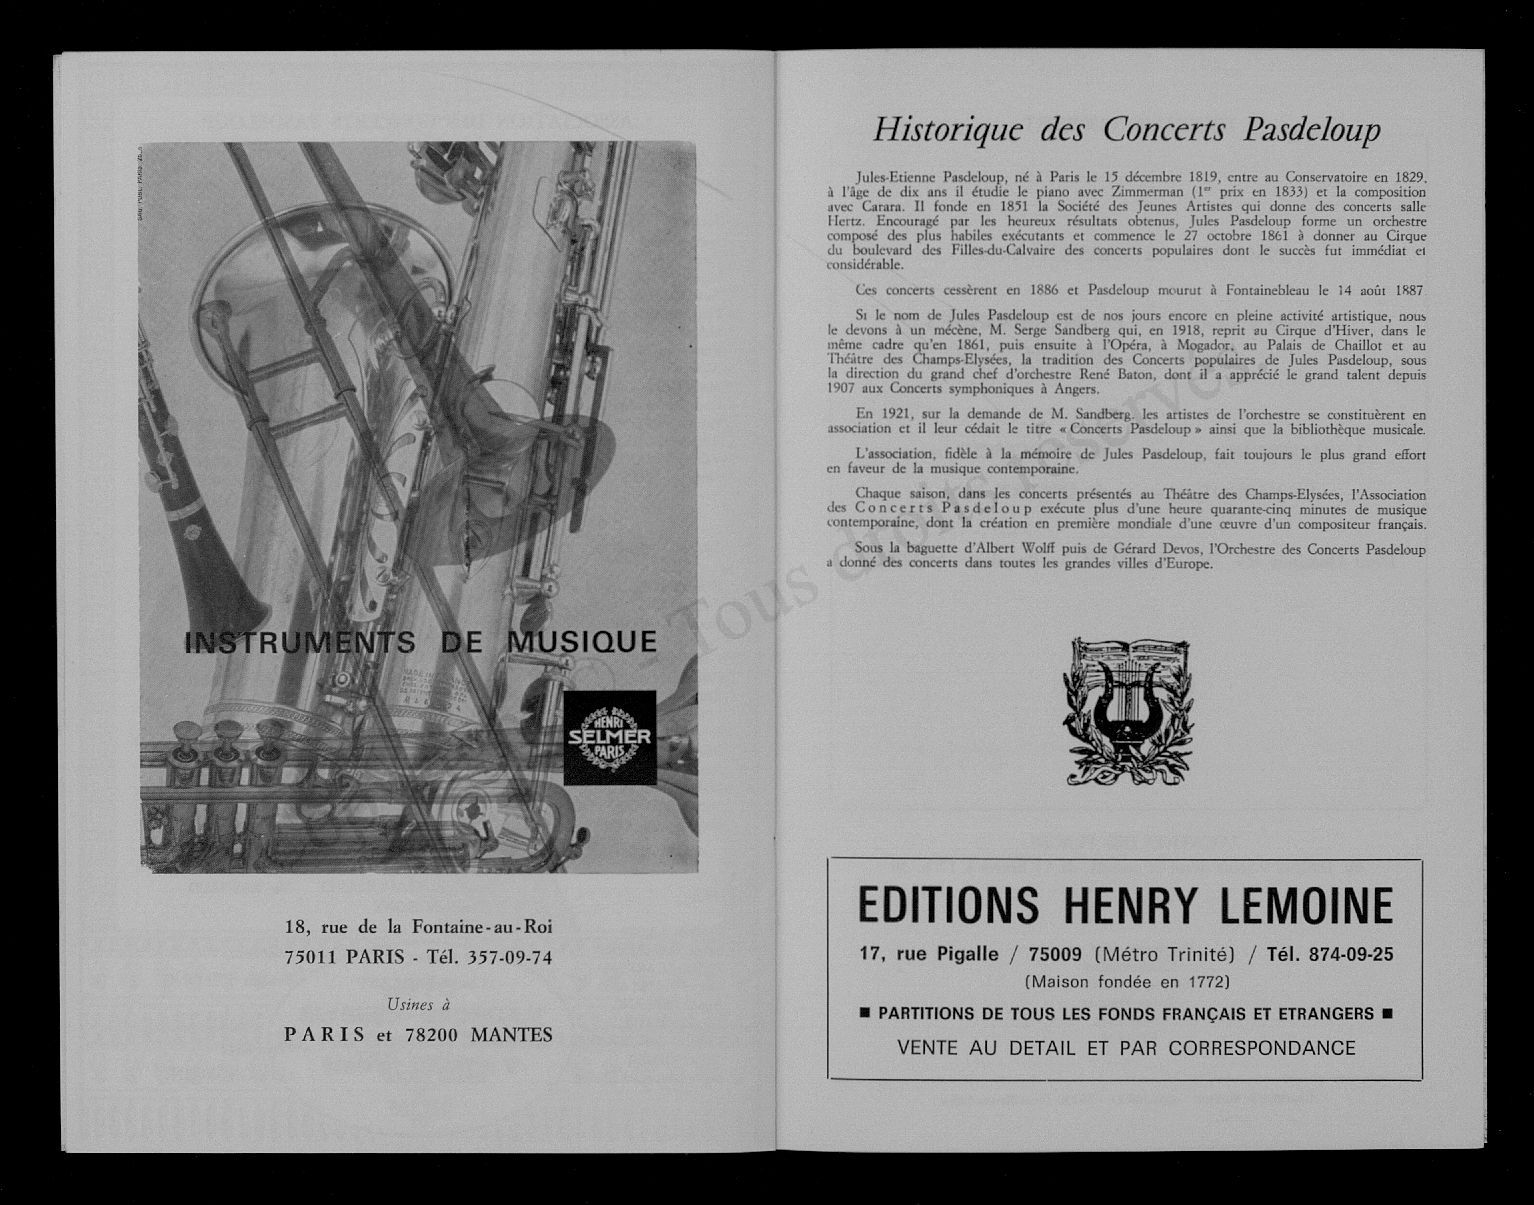 INSTRUMENTS DE MUSIQUE
HENRI
SELMER
PARIS
18, rue de la Fontaine-au-Roi
75011 PARIS - Tél. 357-09-74
Usines à
PARIS et 78200 MANTES
Historique des Concerts Pasdeloup
Jules-Etienne Pasdeloup, né à Paris le 15 décembre 1819, entre au Conservatoire en 1829,
à l'âge de dix ans il étudie le piano avec Zimmerman (1er prix en 1833) et la composition
avec Carara. Il fonde en 1851 la Société des Jeunes Artistes qui donne des concerts salle
Hertz. Encouragé par les heureux résultats obtenus, Jules Pasdeloup forme un orchestre
composé des plus habiles exécutants et commence le 27 octobre 1861 à donner au Cirque
du boulevard des Filles-du-Calvaire des concerts populaires dont le succès fut immédiat et
considérable.
Ces concerts cessèrent en 1886 et Pasdeloup mourut à Fontainebleau le 14 août 1887
Si le nom de Jules Pasdeloup est de nos jours encore en pleine activité artistique, nous
le devons à un mécène, M. Serge Sandberg qui, en 1918, reprit au Cirque d'Hiver, dans le
même cadre qu'en 1861, puis ensuite à l'Opéra, à Mogador, au Palais de Chaillot et au
Théâtre des Champs-Elysées, la tradition des Concerts populaires de Jules Pasdeloup, sous
la direction du grand chef d'orchestre René Baton, dont il a apprécié le grand talent depuis
1907 aux Concerts symphoniques à Angers.
En 1921, sur la demande de M. Sandberg. les artistes de l'orchestre se constituèrent en
association et il leur cédait le titre « Concerts Pasdeloup » ainsi que la bibliothèque musicale.
L'association, fidèle à la mémoire de Jules Pasdeloup, fait toujours le plus grand effort
en faveur de la musique contemporaine.
Chaque saison, dans les concerts présentés au Théâtre des Champs-Elysées, l'Association
des Concerts Pasdeloup exécute plus d'une heure quarante-cinq minutes de musique
contemporaine, dont la création en première mondiale d'une œuvre d'un compositeur français.
Sous la baguette d'Albert Wolff puis de Gérard Devos, l'Orchestre des Concerts Pasdeloup
a donné des concerts dans toutes les grandes villes d'Europe.
© - Tous droits réservés
EDITIONS HENRY LEMOINE
17, rue Pigalle / 75009 (Métro Trinité) / Tél. 874-09-25
(Maison fondée en 1772)
■ PARTITIONS DE TOUS LES FONDS FRANÇAIS ET ETRANGERS ■
VENTE AU DETAIL ET PAR CORRESPONDANCE